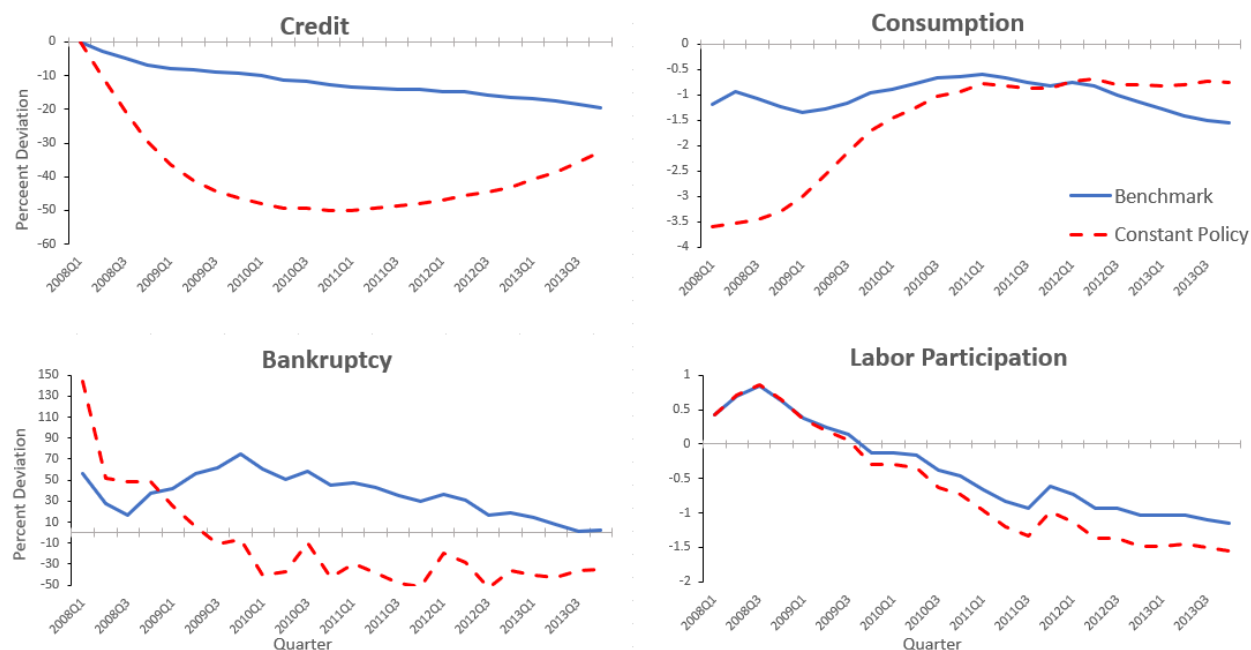 Credit
Perceent Deviation
0
-10
-20
-30
-40
-50
-60
2008Q1
2008Q3
2009Q1
2009Q3
2010Q1
2010Q3
2011Q1
2011Q3
2012Q1
2012Q3
2013Q1
2013Q3
Consumption
0
-0.5
-1
-1.5
-2
-2.5
-3
-3.5
-4
Benchmark
Constant Policy
2008Q1
2008Q3
2009Q1
2009Q3
2010Q1
2010Q3
2011Q1
2011Q3
2012Q1
2012Q3
2013Q1
2013Q3
Bankruptcy
Percent Deviation
150
130
110
90
70
50
30
10
-10
-30
-50
2008Q1
2008Q3
2009Q1
2009Q3
2010Q1
2010Q3
2011Q1
2011Q3
2012Q1
2012Q3
2013Q1
2013Q3
Quarter
Labor Participation
1
0.5
0
-0.5
-1
-1.5
-2
2008Q1
2008Q3
2009Q1
2009Q3
2010Q1
2010Q3
2011Q1
2011Q3
2012Q1
2012Q3
2013Q1
2013Q3
Quarter